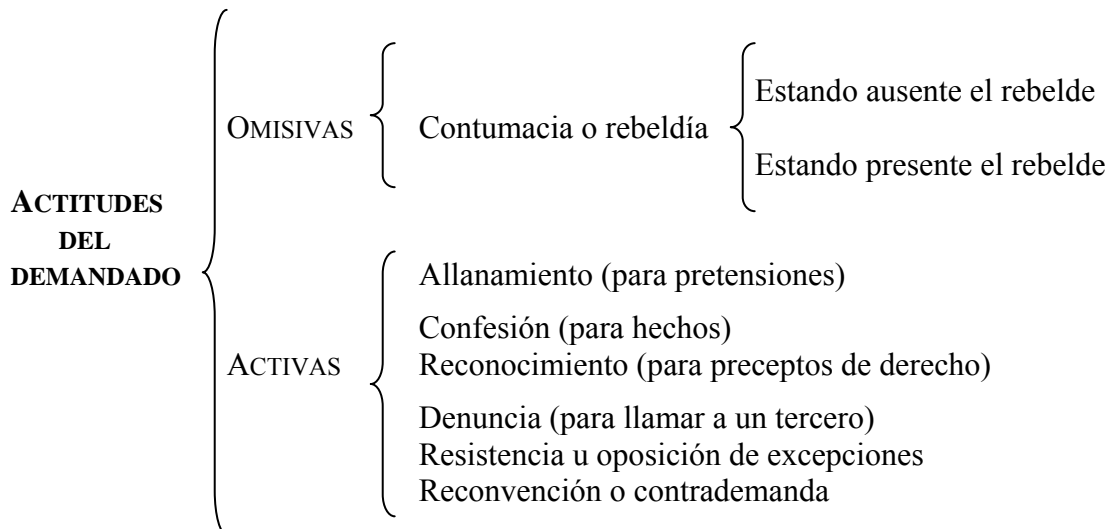 ACTITUDES
DEL
DEMANDADO
OMISIVAS
Contumacia o rebeldía
Estando ausente el rebelde
Estando presente el rebelde
ACTIVAS
Allanamiento (para pretensiones)
Confesión (para hechos)
Reconocimiento (para preceptos de derecho)
Denuncia (para llamar a un tercero)
Resistencia u oposición de excepciones
Reconvención o contrademanda